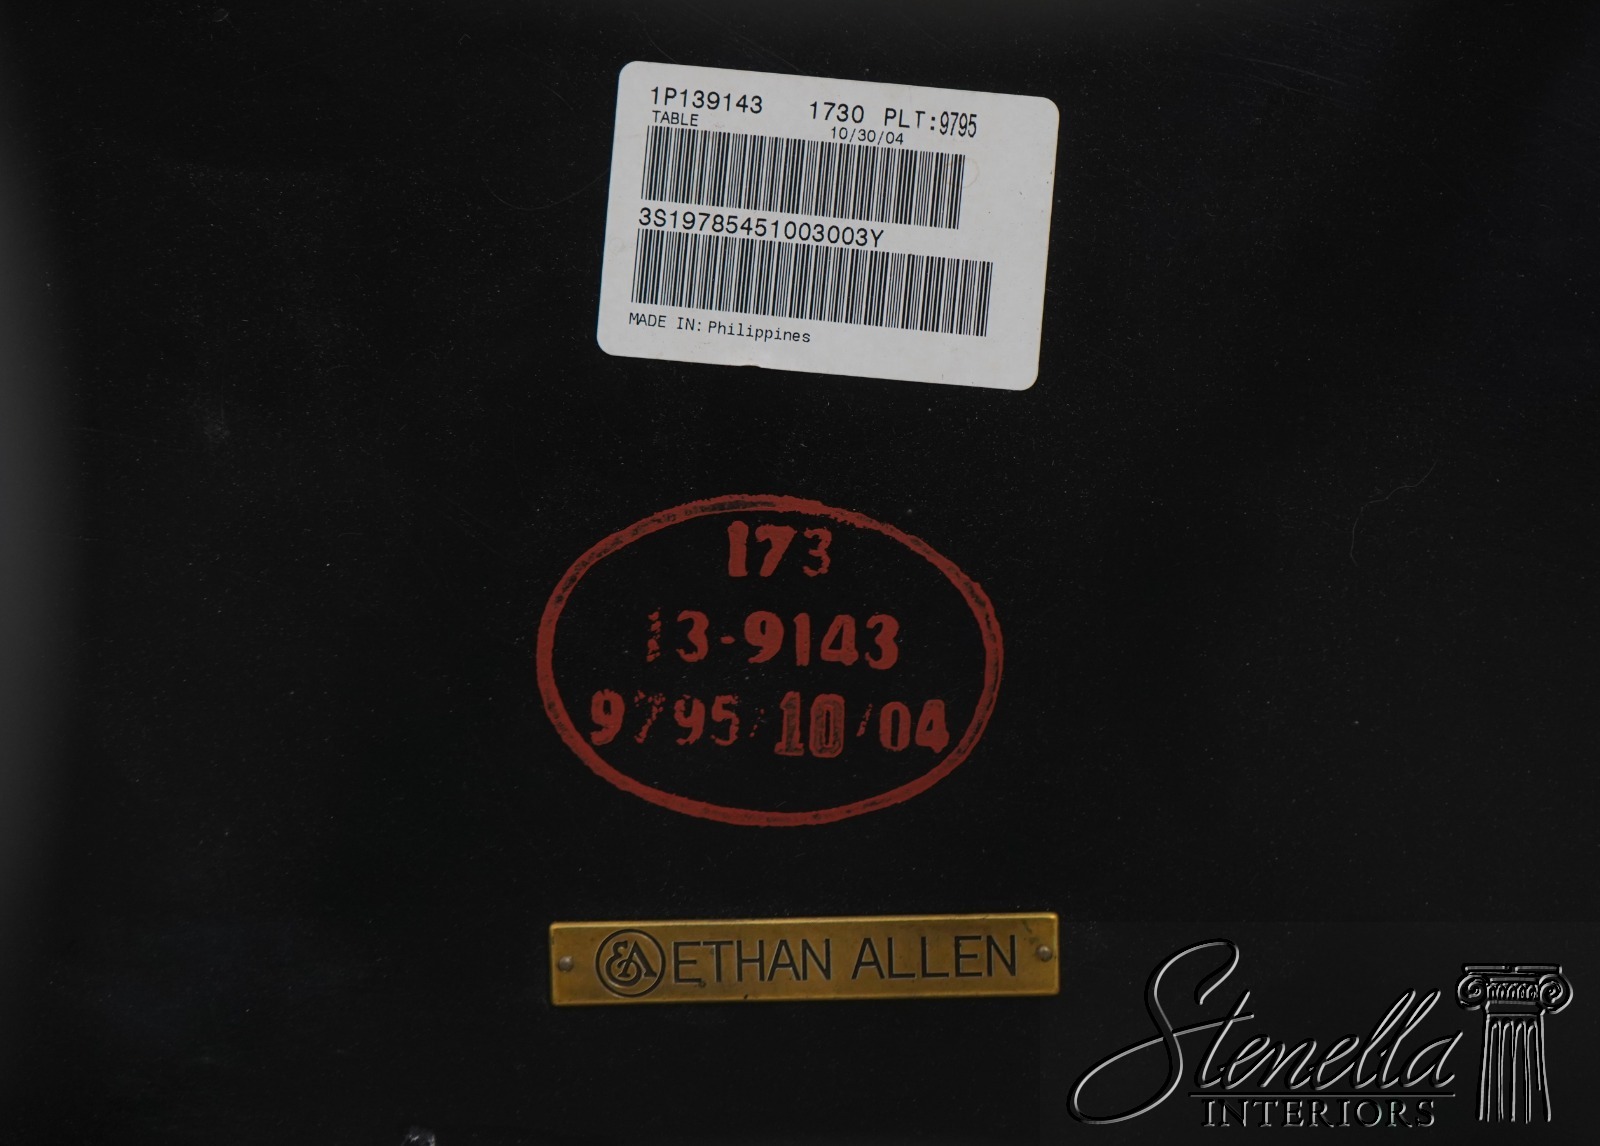 1P139143 1730 PLT:9795
TABLE 10/30/04
3S19785451003003Y
MADE IN: Philippines
173
13-9143
9795/10/04
EA ETHAN ALLEN
Stenella
INTERIORS